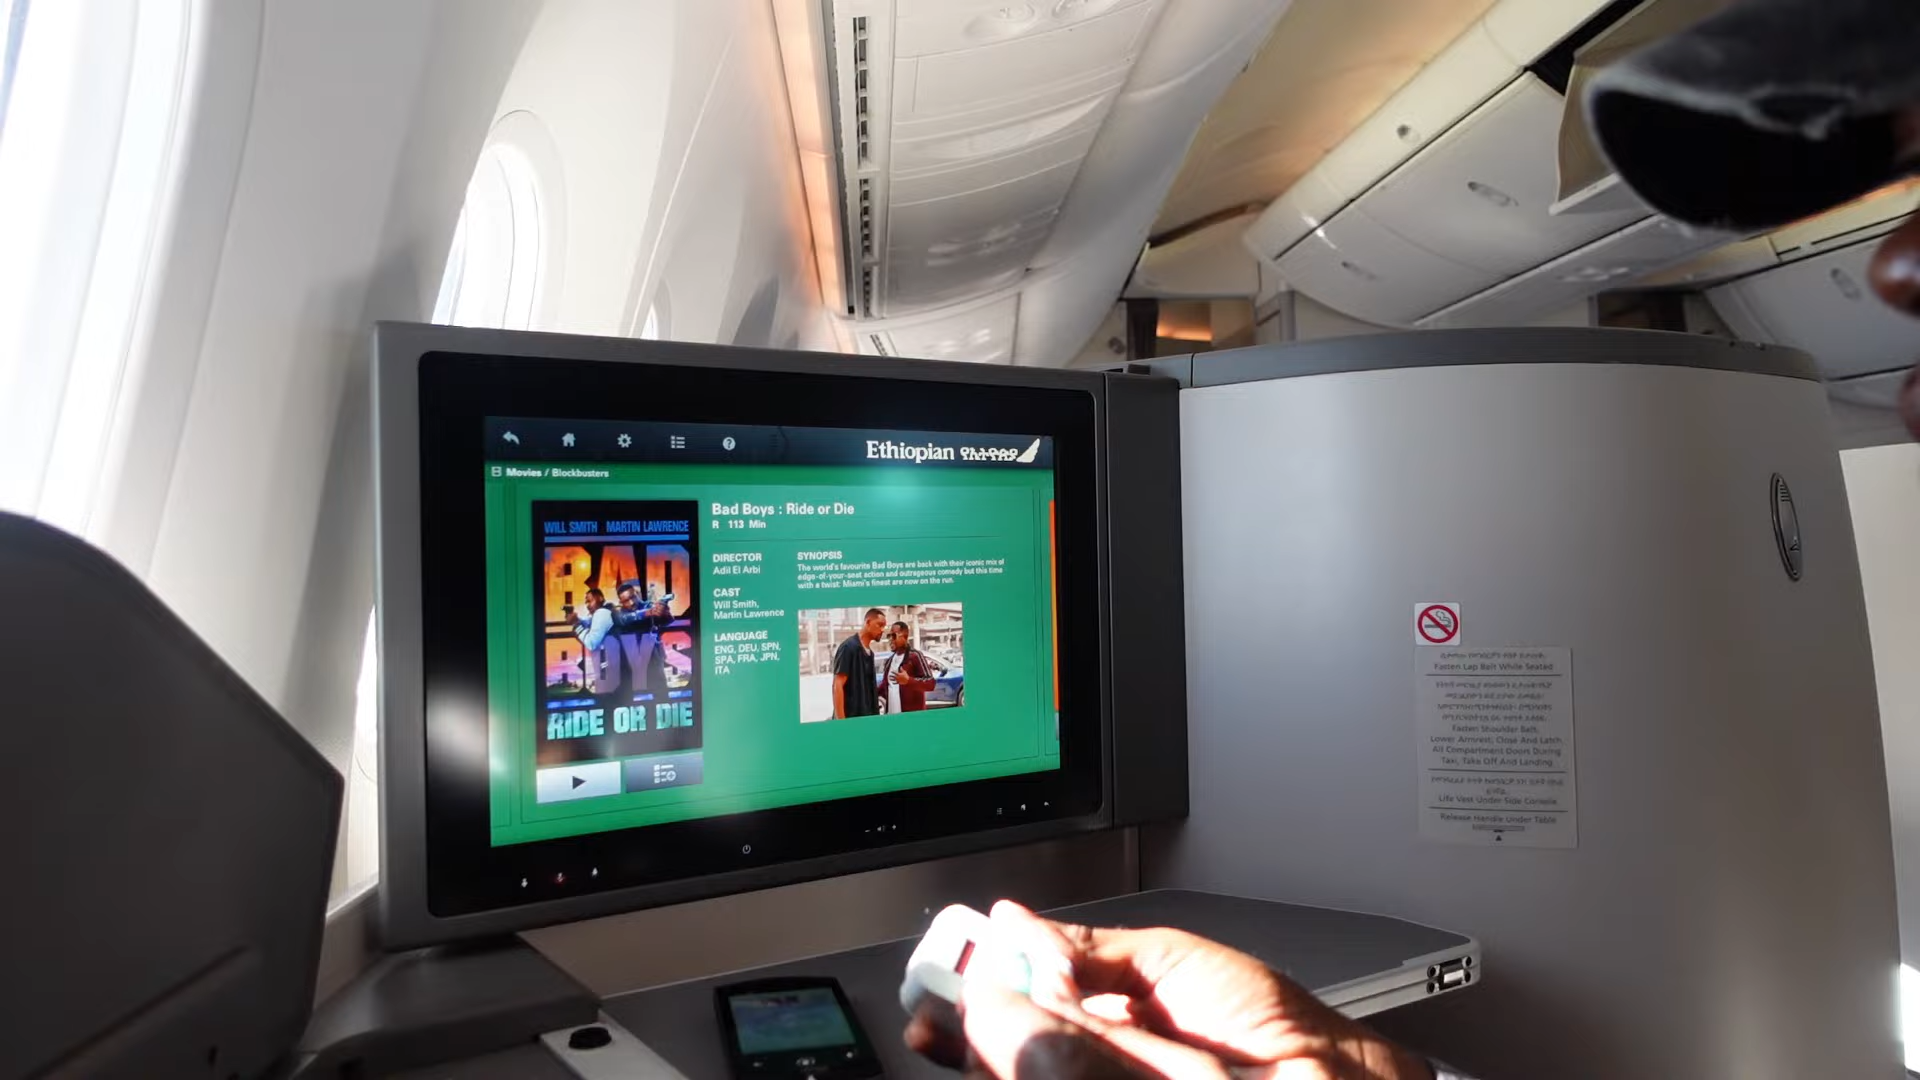 Ethiopian የኢትዮጵያ
Movies / Blockbusters
WILL SMITH MARTIN LAWRENCE
BAD
BOYS
RIDE OR DIE
Bad Boys : Ride or Die
R 113 Min
DIRECTOR
Adil El Arbi
CAST
Will Smith,
Martin Lawrence
LANGUAGE
ENG, DEU, SPN,
SPA, FRA, JPN,
ITA
SYNOPSIS
The world's favourite Bad Boys are back with their iconic mix of
edge-of-your-seat action and outrageous comedy but this time
with a twist: Miami's finest are now on the run.
Fasten Lap Belt While Seated
Fasten Shoulder Belt,
Lower Armrest, Close And Latch
All Compartment Doors During
Taxi, Take Off And Landing
Life Vest Under Side Console
Release Handle Under Table